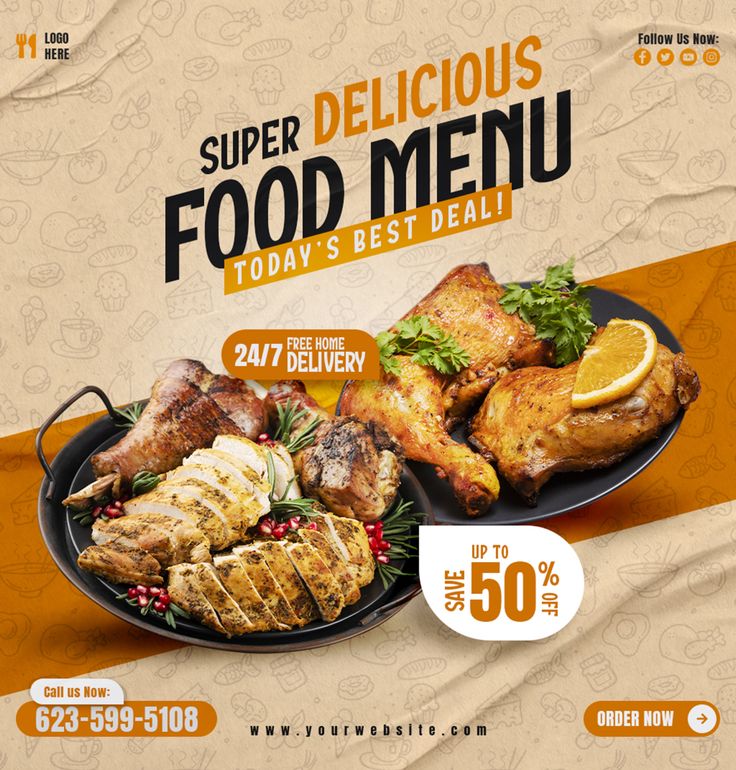 LOGO
HERE
Follow Us Now:
SUPER DELICIOUS
FOOD MENU
TODAY'S BEST DEAL!
24/7 FREE HOME
DELIVERY
SAVE UP TO
50% OFF
Call us Now:
623-599-5108
www.yourwebsite.com
ORDER NOW